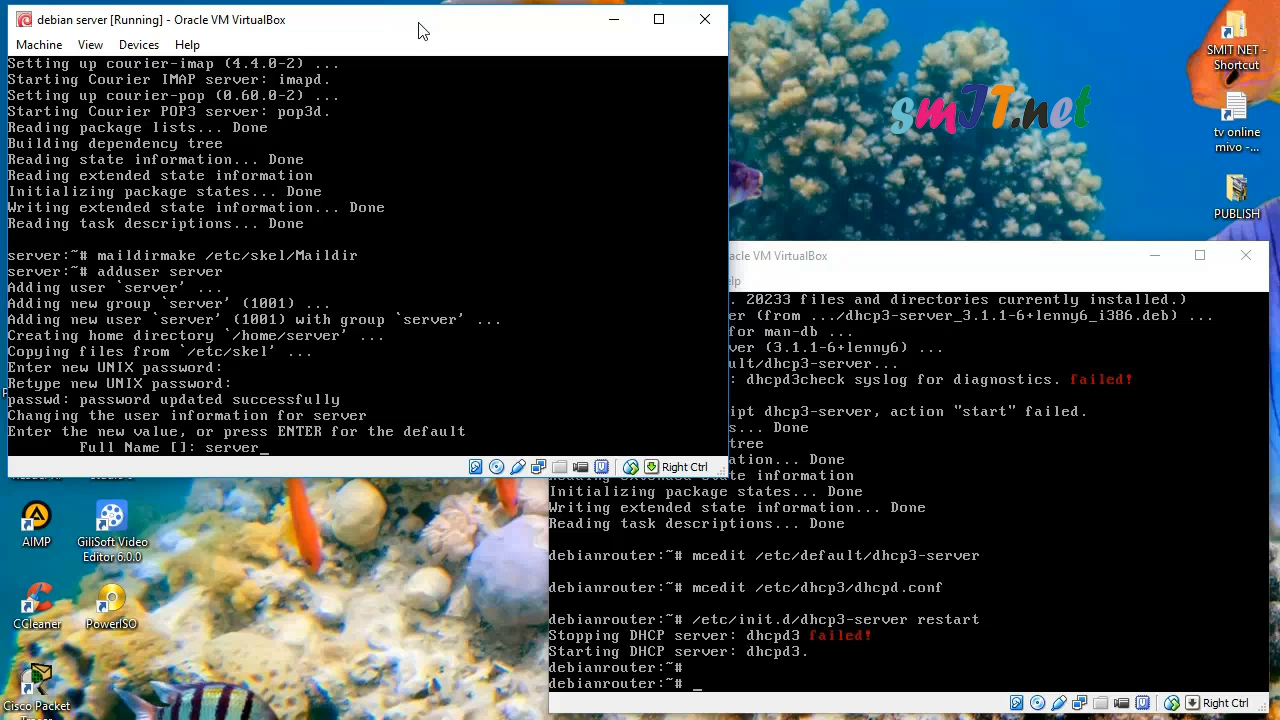 debian server [Running] - Oracle VM VirtualBox
Machine View Devices Help
Setting up courier-imap (4.4.0-2) ...
Starting Courier IMAP server: imapd.
Setting up courier-pop (0.60.0-2) ...
Starting Courier POP3 server: pop3d.
Reading package lists... Done
Building dependency tree
Reading state information... Done
Reading extended state information
Initializing package states... Done
Writing extended state information... Done
Reading task descriptions... Done
server:~# maildirmake /etc/skel/Maildir
server:~# adduser server
Adding user `server' ...
Adding new group `server' (1001) ...
Adding new user `server' (1001) with group `server' ...
Creating home directory `/home/server' ...
Copying files from `/etc/skel' ...
Enter new UNIX password:
Retype new UNIX password:
passwd: password updated successfully
Changing the user information for server
Enter the new value, or press ENTER for the default
Full Name []: server_
Right Ctrl
smIT.net
SMIT NET -
Shortcut
tv online
mivo -...
PUBLISH
acle VM VirtualBox
elp
. 20233 files and directories currently installed.)
er (from .../dhcp3-server_3.1.1-6+lenny6_i386.deb) ...
for man-db ...
ver (3.1.1-6+lenny6) ...
ault/dhcp3-server...
: dhcpd3check syslog for diagnostics. failed!
ipt dhcp3-server, action "start" failed.
s... Done
tree
mation... Done
Reading extended state information
Initializing package states... Done
Writing extended state information... Done
Reading task descriptions... Done
debianrouter:~# mcedit /etc/default/dhcp3-server
debianrouter:~# mcedit /etc/dhcp3/dhcpd.conf
debianrouter:~# /etc/init.d/dhcp3-server restart
Stopping DHCP server: dhcpd3 failed!
Starting DHCP server: dhcpd3.
debianrouter:~#
debianrouter:~# _
Right Ctrl
AIMP
GiliSoft Video
Editor 6.0.0
CCleaner
PowerISO
Cisco Packet